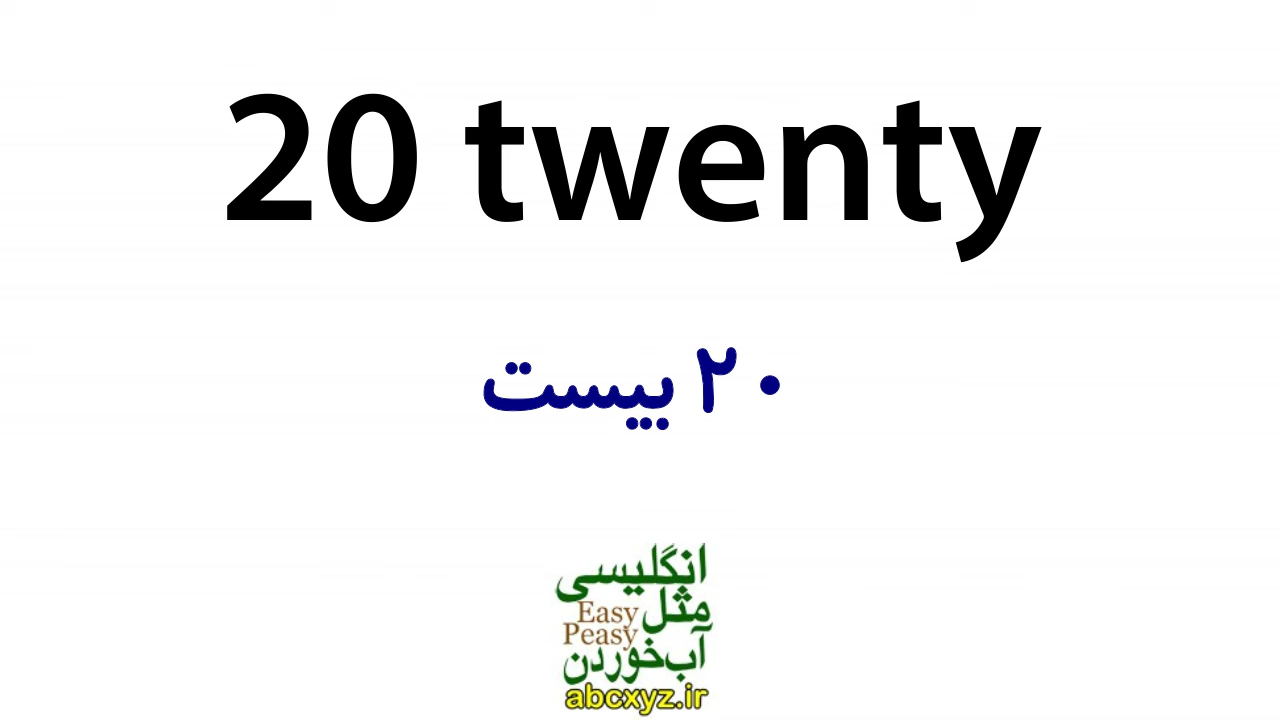 20 twenty
۲۰ بیست
انگلیسی
مثل Easy
Peasy
آب‌خوردن
abcxyz.ir